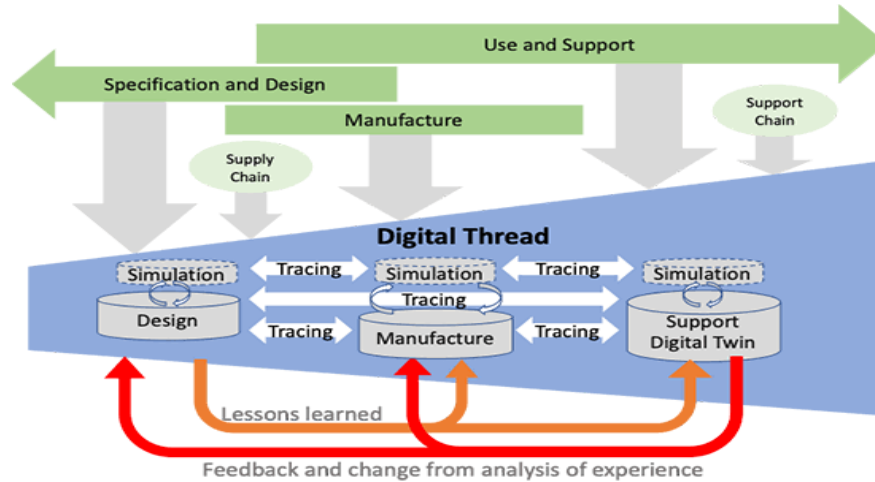 Use and Support
Specification and Design
Support
Chain
Manufacture
Supply
Chain
Digital Thread
Simulation
Tracing
Simulation
Tracing
Simulation
Tracing
Design
Tracing
Manufacture
Tracing
Support
Digital Twin
Lessons learned
Feedback and change from analysis of experience